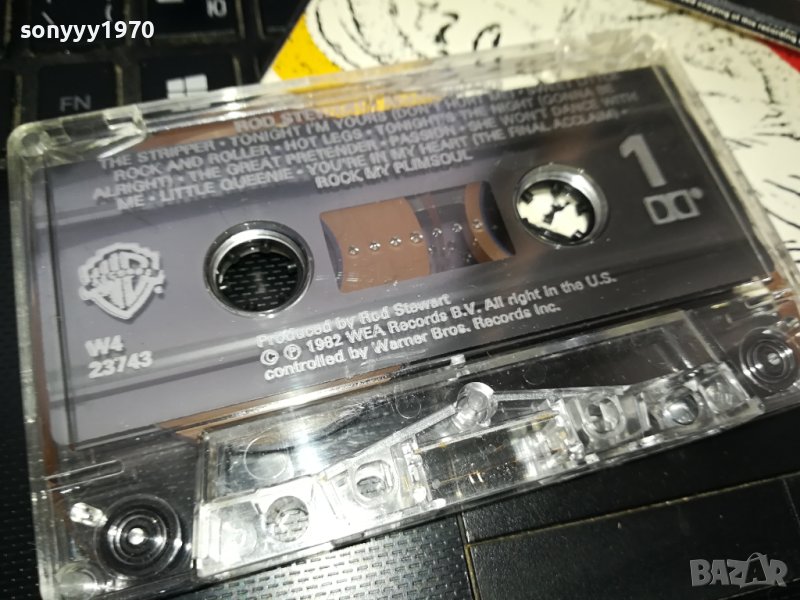 sonyyy1970
FN
ROD STEWART
THE STRIPPER • TONIGHT I'M YOURS (DON'T HURT ME) •
ROCK AND ROLLER • HOT LEGS • TONIGHT'S THE NIGHT (GONNA BE
ALRIGHT) • THE GREAT PRETENDER • PASSION • SHE WON'T DANCE WITH
ME • LITTLE QUEENIE • YOU'RE IN MY HEART (THE FINAL ACCLAIM) •
ROCK MY PLIMSOUL
1
W4
23743
Produced by Rod Stewart
© ℗ 1982 WEA Records B.V. All right in the U.S.
controlled by Warner Bros. Records Inc.
BAZAR